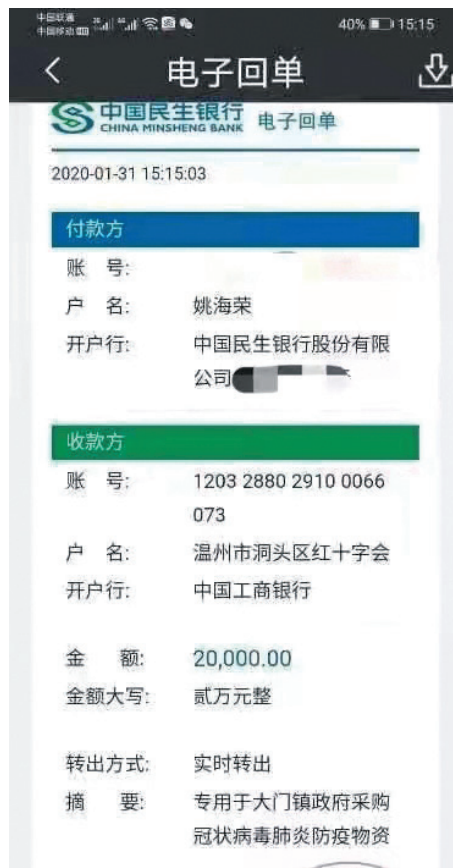 中国联通
中国移动 HD 26.ıl 46.ıl 40% 15:15
电子回单
中国民生银行 电子回单
CHINA MINSHENG BANK
2020-01-31 15:15:03
付款方
账 号:
户 名: 姚海荣
开户行: 中国民生银行股份有限
公司
收款方
账 号: 1203 2880 2910 0066
073
户 名: 温州市洞头区红十字会
开户行: 中国工商银行
金 额: 20,000.00
金额大写: 贰万元整
转出方式: 实时转出
摘 要: 专用于大门镇政府采购
冠状病毒肺炎防疫物资